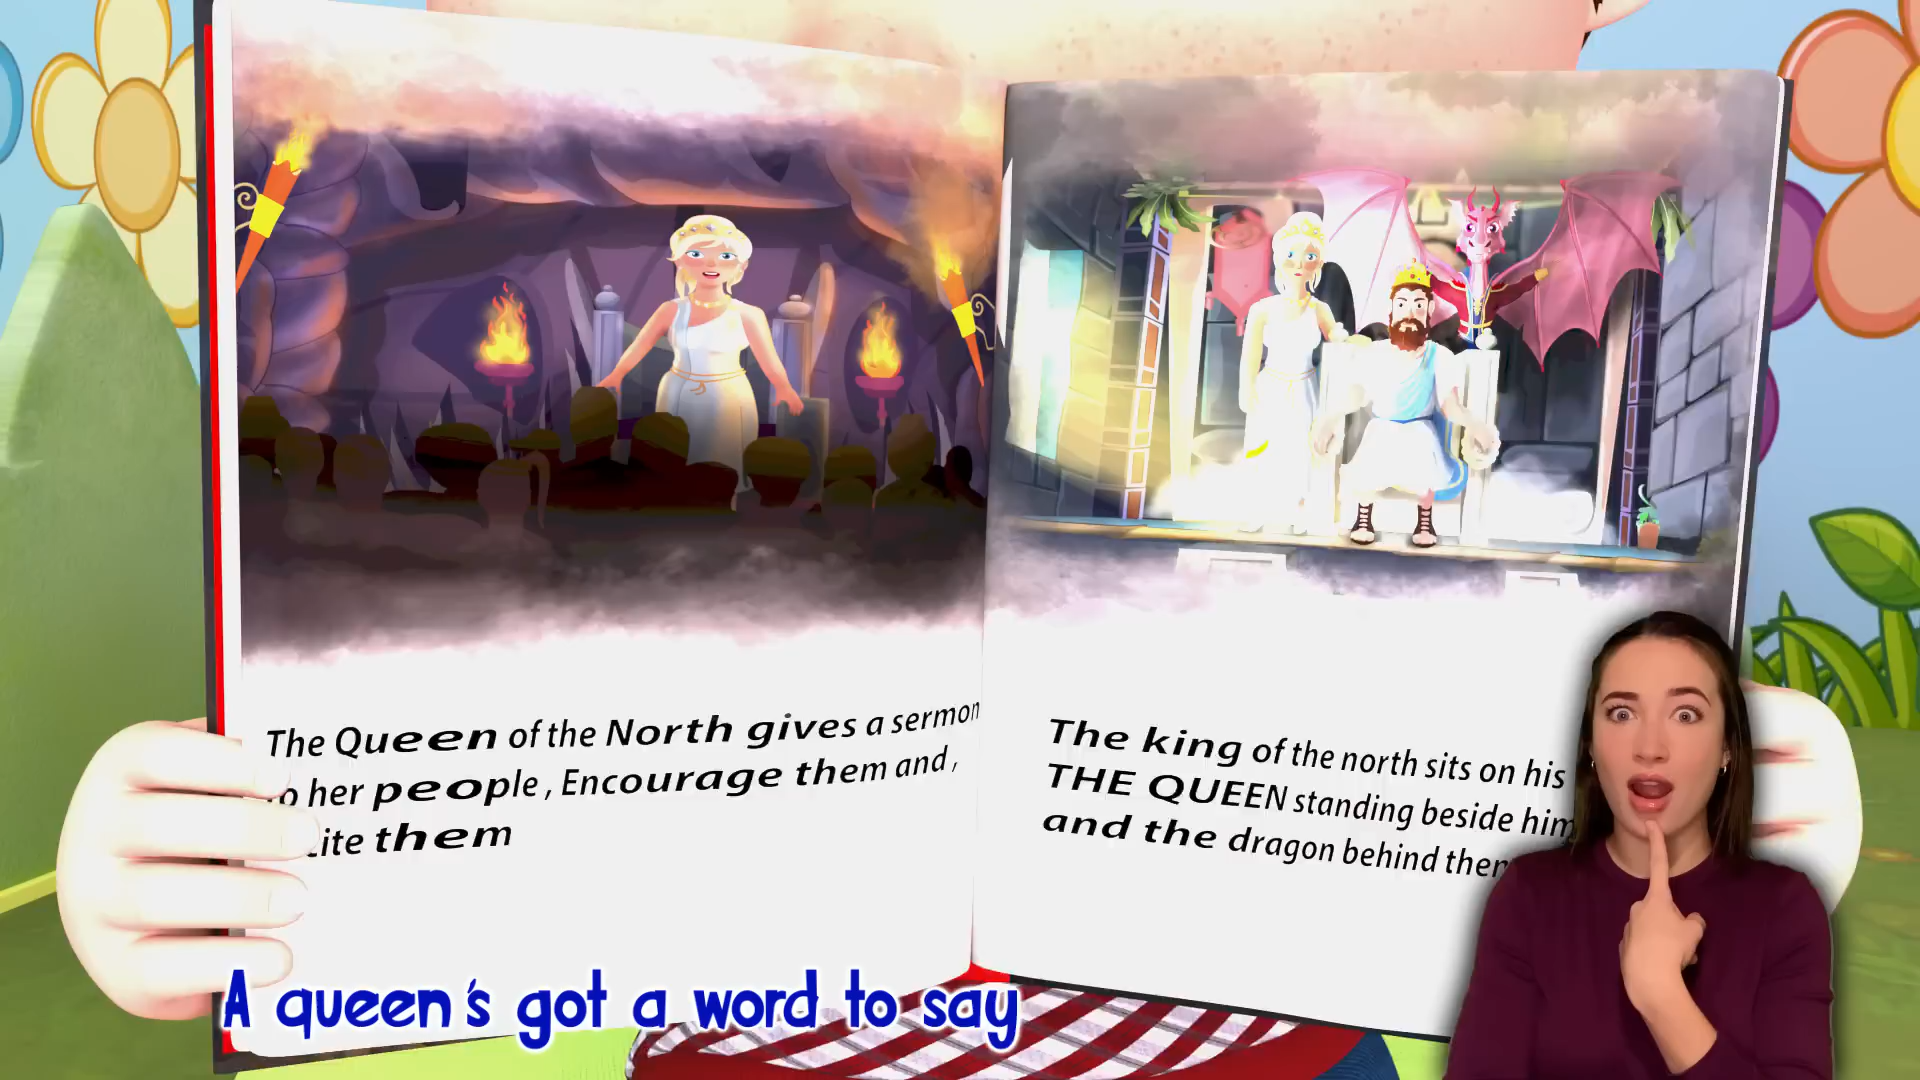 The Queen of the North gives a sermon
her people, Encourage them and,
them
The king of the north sits on his
THE QUEEN standing beside him
and the dragon behind
A queen's got a word to say